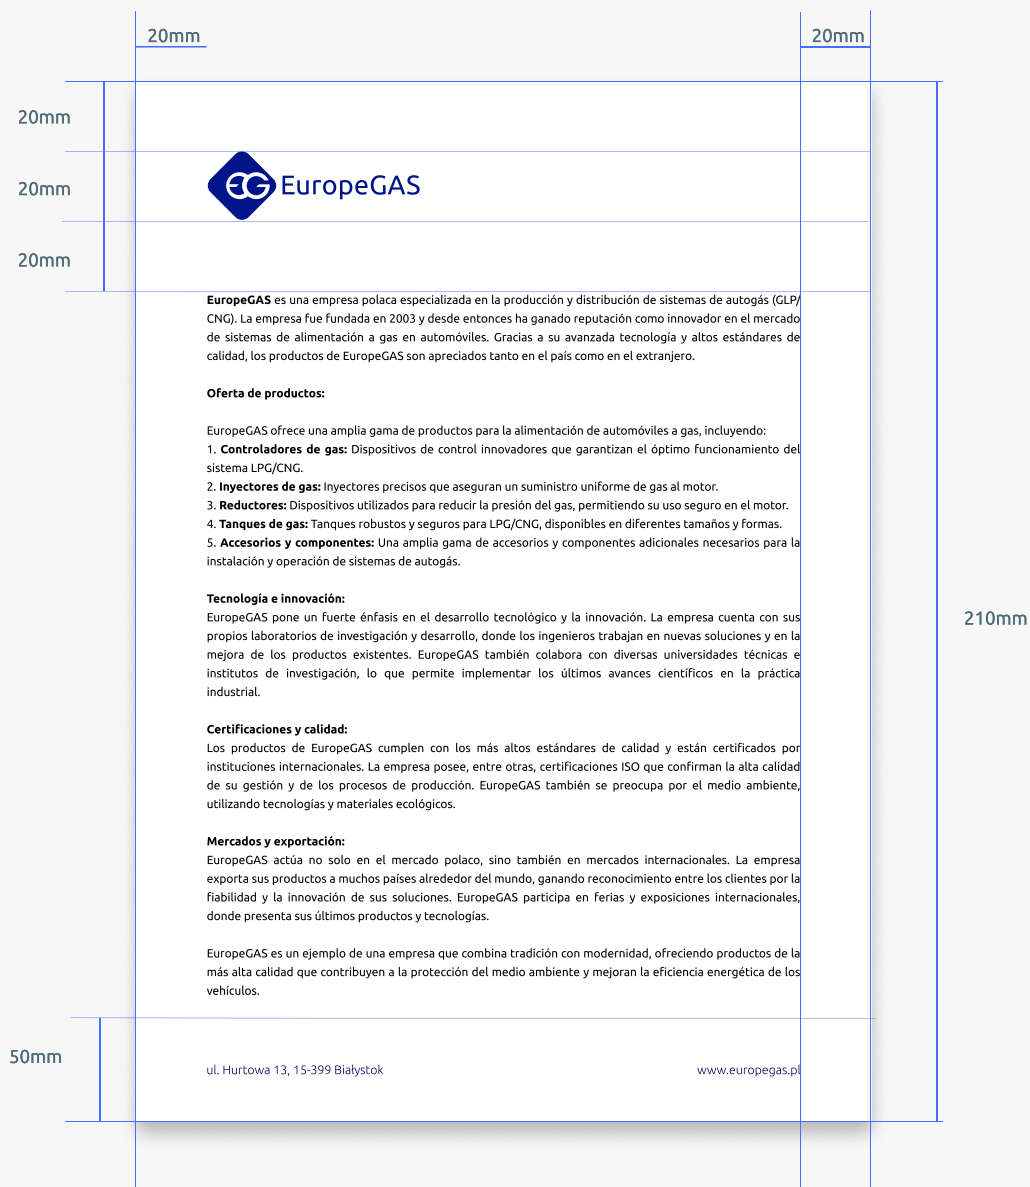 20mm
20mm
20mm
20mm
20mm
EG EuropeGAS
EuropeGAS es una empresa polaca especializada en la producción y distribución de sistemas de autogás (GLP/
CNG). La empresa fue fundada en 2003 y desde entonces ha ganado reputación como innovador en el mercado
de sistemas de alimentación a gas en automóviles. Gracias a su avanzada tecnología y altos estándares de
calidad, los productos de EuropeGAS son apreciados tanto en el país como en el extranjero.
Oferta de productos:
EuropeGAS ofrece una amplia gama de productos para la alimentación de automóviles a gas, incluyendo:
1. Controladores de gas: Dispositivos de control innovadores que garantizan el óptimo funcionamiento del
sistema LPG/CNG.
2. Inyectores de gas: Inyectores precisos que aseguran un suministro uniforme de gas al motor.
3. Reductores: Dispositivos utilizados para reducir la presión del gas, permitiendo su uso seguro en el motor.
4. Tanques de gas: Tanques robustos y seguros para LPG/CNG, disponibles en diferentes tamaños y formas.
5. Accesorios y componentes: Una amplia gama de accesorios y componentes adicionales necesarios para la
instalación y operación de sistemas de autogás.
Tecnología e innovación:
EuropeGAS pone un fuerte énfasis en el desarrollo tecnológico y la innovación. La empresa cuenta con sus
propios laboratorios de investigación y desarrollo, donde los ingenieros trabajan en nuevas soluciones y en la
mejora de los productos existentes. EuropeGAS también colabora con diversas universidades técnicas e
institutos de investigación, lo que permite implementar los últimos avances científicos en la práctica
industrial.
210mm
Certificaciones y calidad:
Los productos de EuropeGAS cumplen con los más altos estándares de calidad y están certificados por
instituciones internacionales. La empresa posee, entre otras, certificaciones ISO que confirman la alta calidad
de su gestión y de los procesos de producción. EuropeGAS también se preocupa por el medio ambiente,
utilizando tecnologías y materiales ecológicos.
Mercados y exportación:
EuropeGAS actúa no solo en el mercado polaco, sino también en mercados internacionales. La empresa
exporta sus productos a muchos países alrededor del mundo, ganando reconocimiento entre los clientes por la
fiabilidad y la innovación de sus soluciones. EuropeGAS participa en ferias y exposiciones internacionales,
donde presenta sus últimos productos y tecnologías.
EuropeGAS es un ejemplo de una empresa que combina tradición con modernidad, ofreciendo productos de la
más alta calidad que contribuyen a la protección del medio ambiente y mejoran la eficiencia energética de los
vehículos.
50mm
ul. Hurtowa 13, 15-399 Białystok
www.europegas.pl